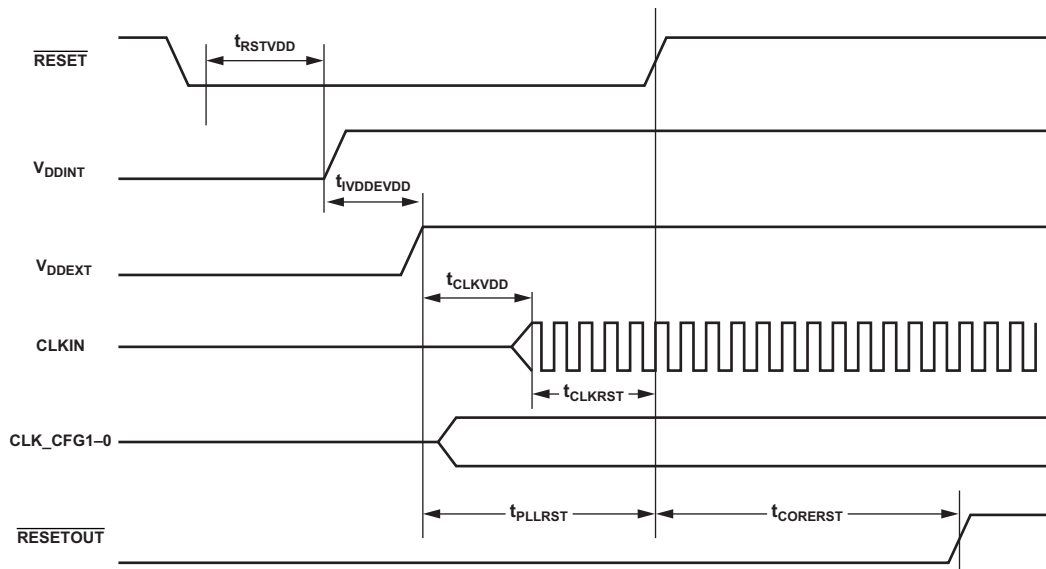 RESET
tRSTVDD
VDDINT
tIVDDEVDD
VDDEXT
tCLKVDD
CLKIN
tCLKRST
CLK_CFG1–0
tPLLRST
tCORERST
RESETOUT